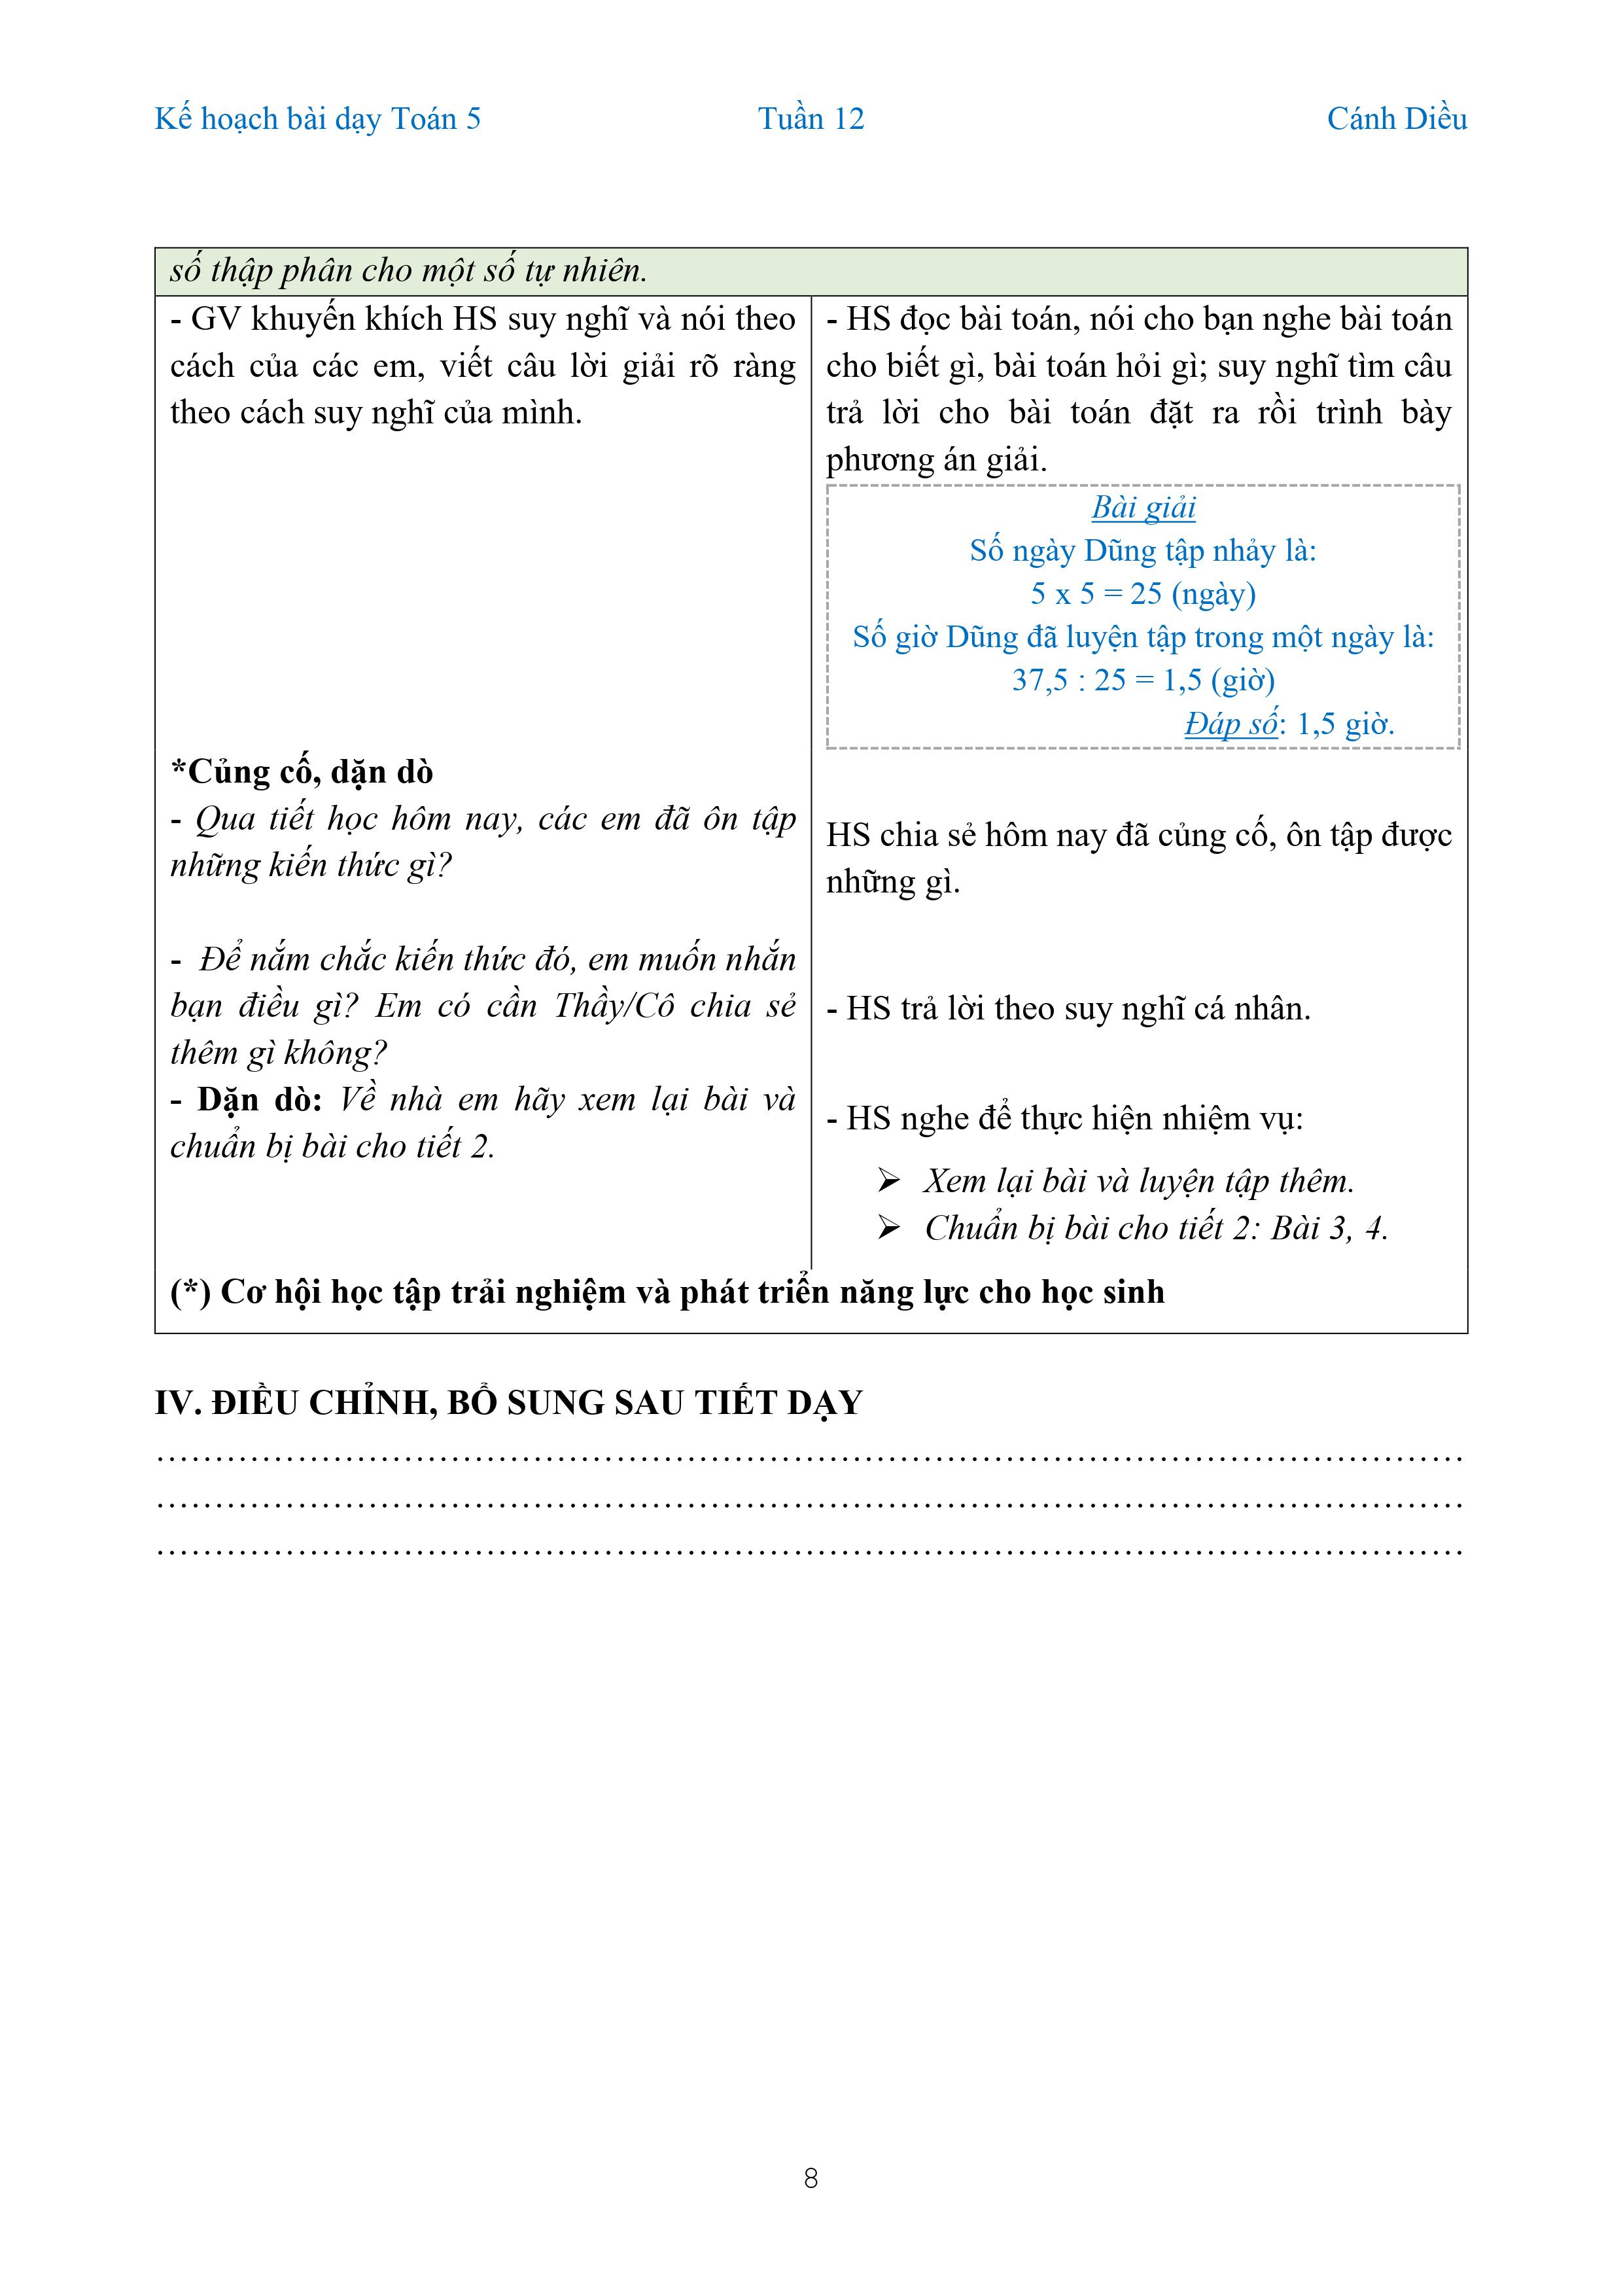 Kế hoạch bài dạy Toán 5 Tuần 12 Cánh Diều
số thập phân cho một số tự nhiên.
- GV khuyến khích HS suy nghĩ và nói theo
cách của các em, viết câu lời giải rõ ràng
theo cách suy nghĩ của mình.
- HS đọc bài toán, nói cho bạn nghe bài toán
cho biết gì, bài toán hỏi gì; suy nghĩ tìm câu
trả lời cho bài toán đặt ra rồi trình bày
phương án giải.
Bài giải
Số ngày Dũng tập nhảy là:
5 x 5 = 25 (ngày)
Số giờ Dũng đã luyện tập trong một ngày là:
37,5 : 25 = 1,5 (giờ)
Đáp số: 1,5 giờ.
*Củng cố, dặn dò
- Qua tiết học hôm nay, các em đã ôn tập
những kiến thức gì?
HS chia sẻ hôm nay đã củng cố, ôn tập được
những gì.
- Để nắm chắc kiến thức đó, em muốn nhắn
bạn điều gì? Em có cần Thầy/Cô chia sẻ
thêm gì không?
- HS trả lời theo suy nghĩ cá nhân.
- Dặn dò: Về nhà em hãy xem lại bài và
chuẩn bị bài cho tiết 2.
- HS nghe để thực hiện nhiệm vụ:
➢ Xem lại bài và luyện tập thêm.
➢ Chuẩn bị bài cho tiết 2: Bài 3, 4.
(*) Cơ hội học tập trải nghiệm và phát triển năng lực cho học sinh
IV. ĐIỀU CHỈNH, BỔ SUNG SAU TIẾT DẠY
………………………………………………………………………………………………
………………………………………………………………………………………………
………………………………………………………………………………………………
8